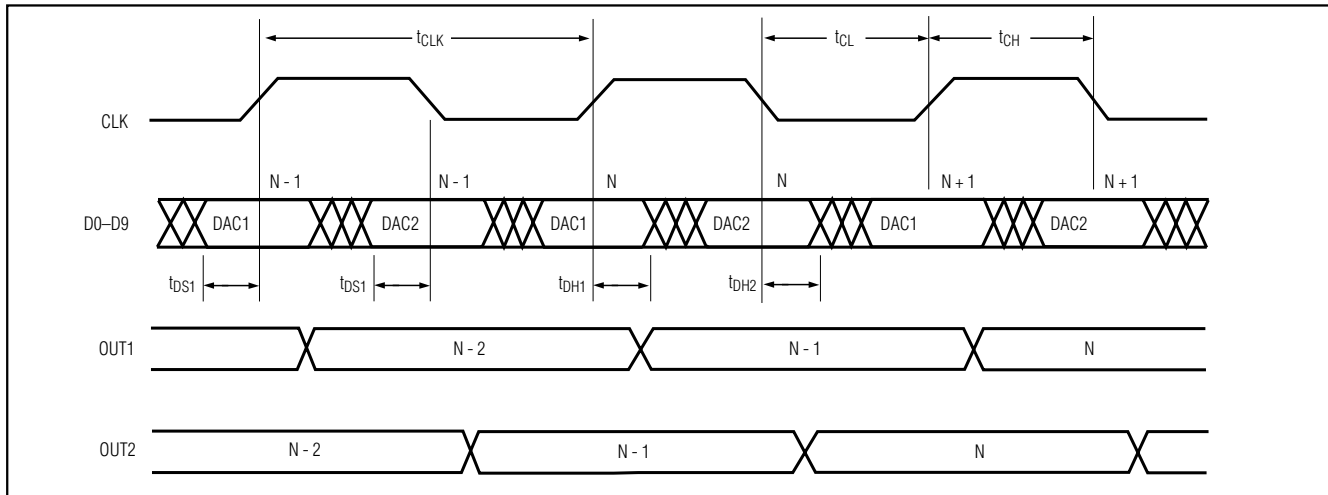 tCLK
tCL
tCH
CLK
N - 1
N - 1
N
N
N + 1
N + 1
D0–D9
DAC1
DAC2
DAC1
DAC2
DAC1
DAC2
tDS1
tDS1
tDH1
tDH2
OUT1
N - 2
N - 1
N
OUT2
N - 2
N - 1
N